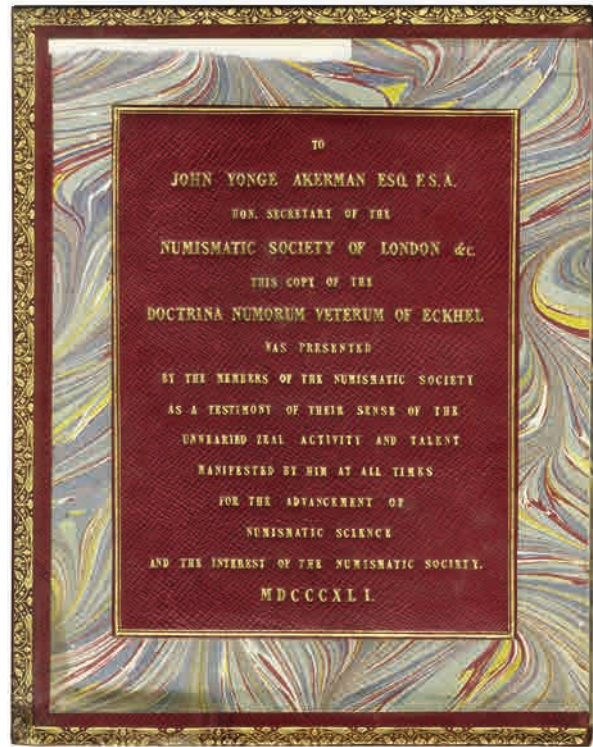 TO
JOHN YONGE AKERMAN ESQ. F.S.A.
HON. SECRETARY OF THE
NUMISMATIC SOCIETY OF LONDON &c.
THIS COPY OF THE
DOCTRINA NUMORUM VETERUM OF ECKHEL
WAS PRESENTED
BY THE MEMBERS OF THE NUMISMATIC SOCIETY
AS A TESTIMONY OF THEIR SENSE OF THE
UNWEARIED ZEAL ACTIVITY AND TALENT
MANIFESTED BY HIM AT ALL TIMES
FOR THE ADVANCEMENT OF
NUMISMATIC SCIENCE
AND THE INTEREST OF THE NUMISMATIC SOCIETY.
MDCCCXLI.